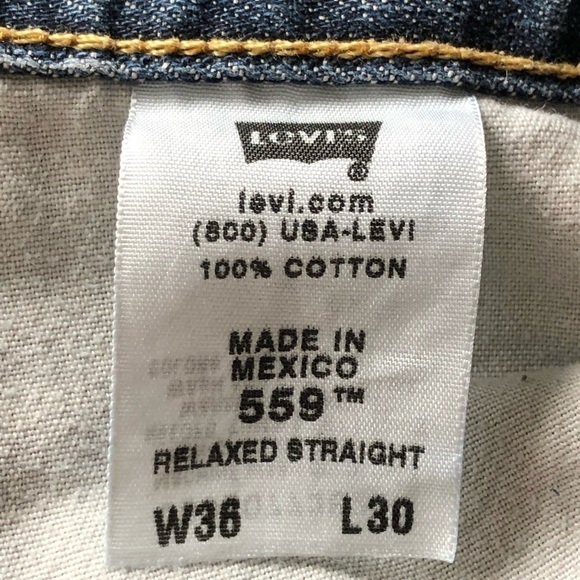 LEVI'S
®
levi.com
(800) USA-LEVI
100% COTTON
MADE IN
MEXICO
559™
RELAXED STRAIGHT
W36 L30